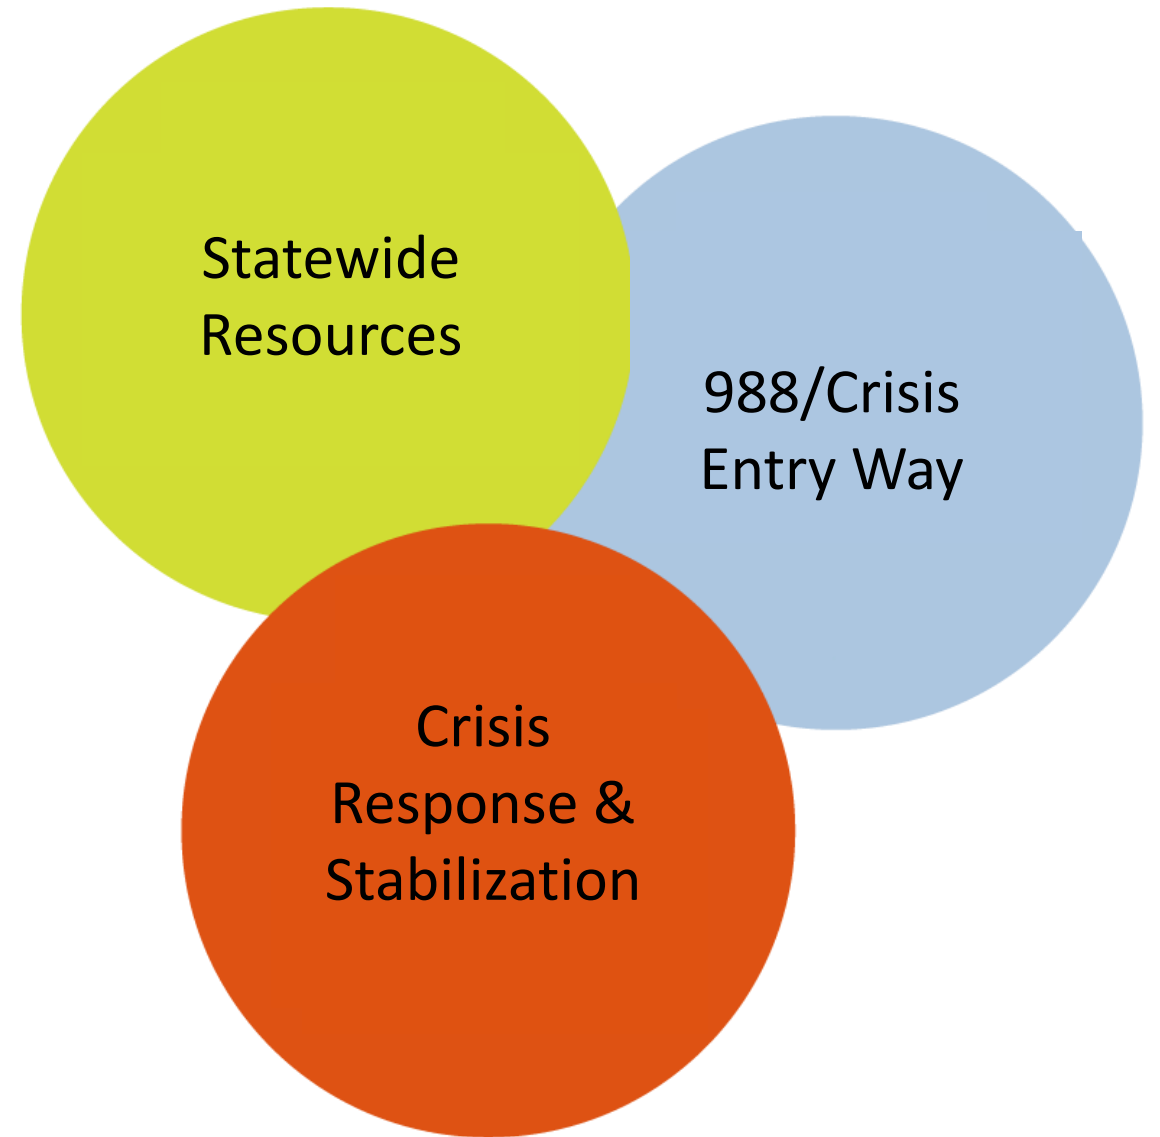 Statewide
Resources
988/Crisis
Entry Way
Crisis
Response &
Stabilization